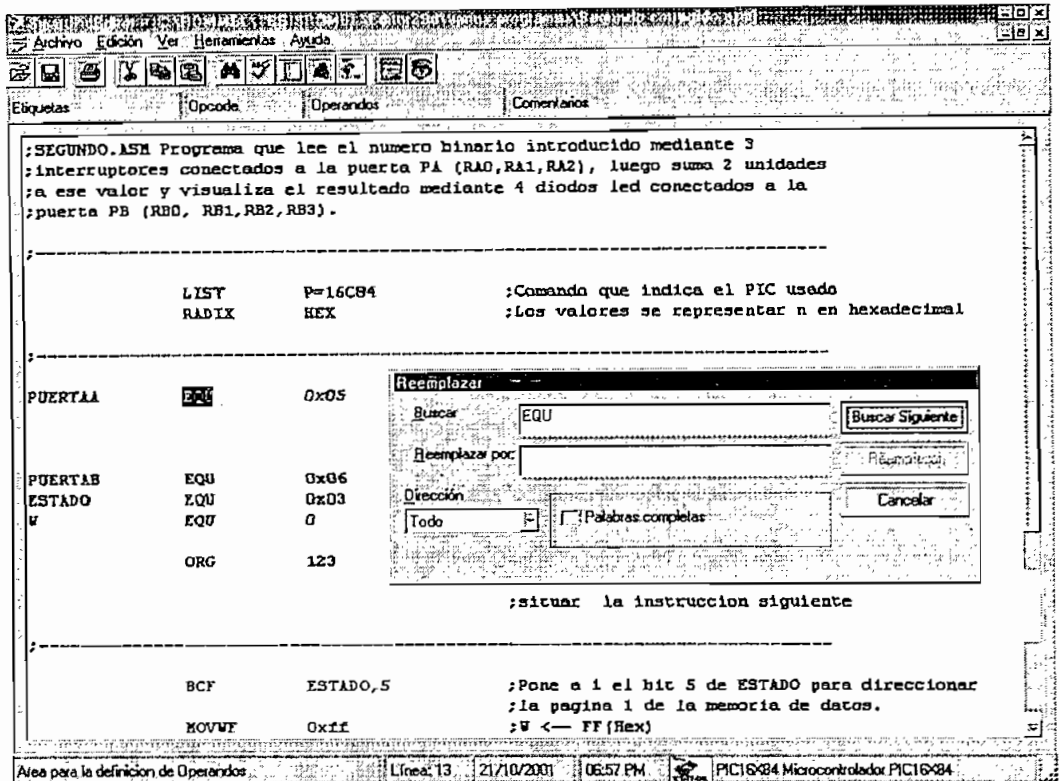 Archivo Edición Ver Herramientas Ayuda
Etiquetas Opcode Operandos Comentarios
;SEGUNDO.ASM Programa que lee el numero binario introducido mediante 3
;interruptores conectados a la puerta PA (RA0,RA1,RA2), luego suma 2 unidades
;a ese valor y visualiza el resultado mediante 4 diodos led conectados a la
;puerta PB (RB0, RB1,RB2,RB3).
;-----------------------------------------------------------------------
LIST P=16C84 ;Comando que indica el PIC usado
RADIX HEX ;Los valores se representar n en hexadecimal
;-----------------------------------------------------------------------
PUERTAA EQU 0x05
Reemplazar
Buscar EQU Buscar Siguiente
Reemplazar por: Reemplazar
PUERTAB EQU 0x06
ESTADO EQU 0x03
W EQU 0
Dirección Cancelar
Todo Palabras completas
ORG 123
;situar la instruccion siguiente
;-----------------------------------------------------------------------
BCF ESTADO,5 ;Pone a 1 el bit 5 de ESTADO para direccionar
;la pagina 1 de la memoria de datos.
MOVWF 0xff ;W <-- FF(Hex)
Area para la definicion de Operandos Línea: 13 21/10/2001 06:57 PM PIC16X84 Microcontrolador PIC16X84